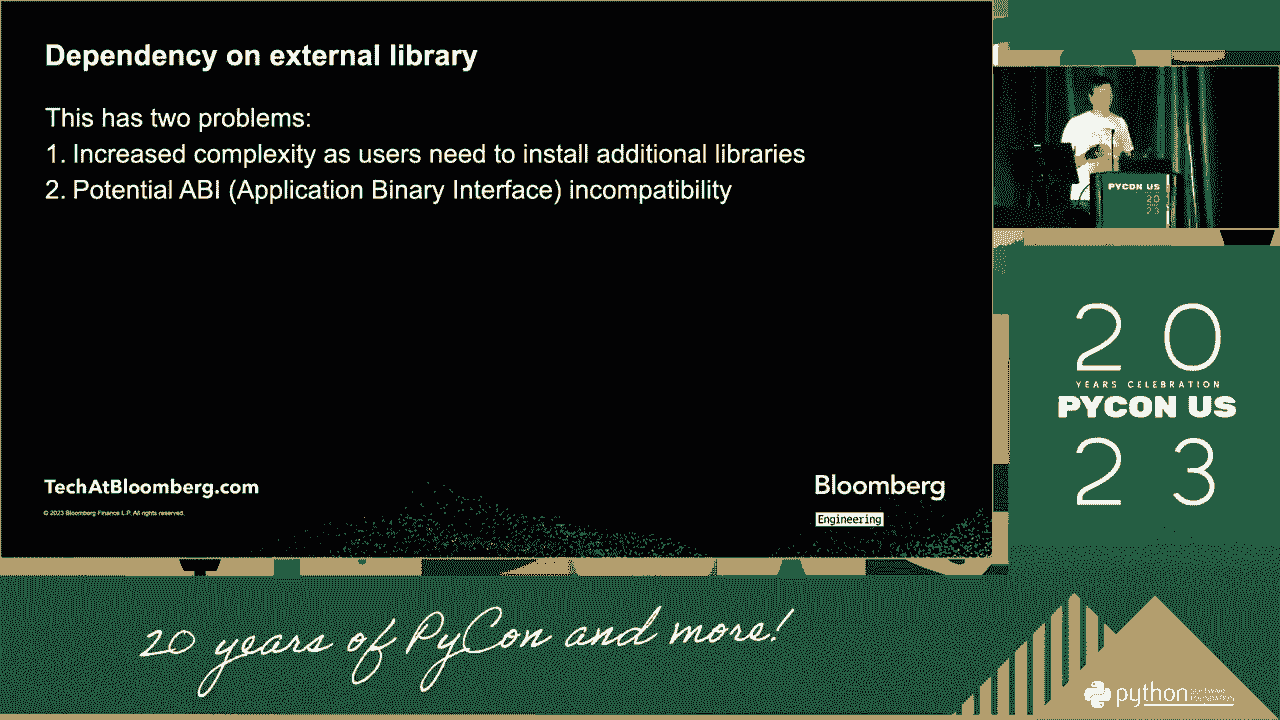 Dependency on external library
This has two problems:
1. Increased complexity as users need to install additional libraries
2. Potential ABI (Application Binary Interface) incompatibility
TechAtBloomberg.com
© 2023 Bloomberg Finance L.P. All rights reserved.
Bloomberg
Engineering
PYCON US
20
23
20
YEARS CELEBRATION
PYCON US
23
20 years of PyCon and more!
python
software
foundation